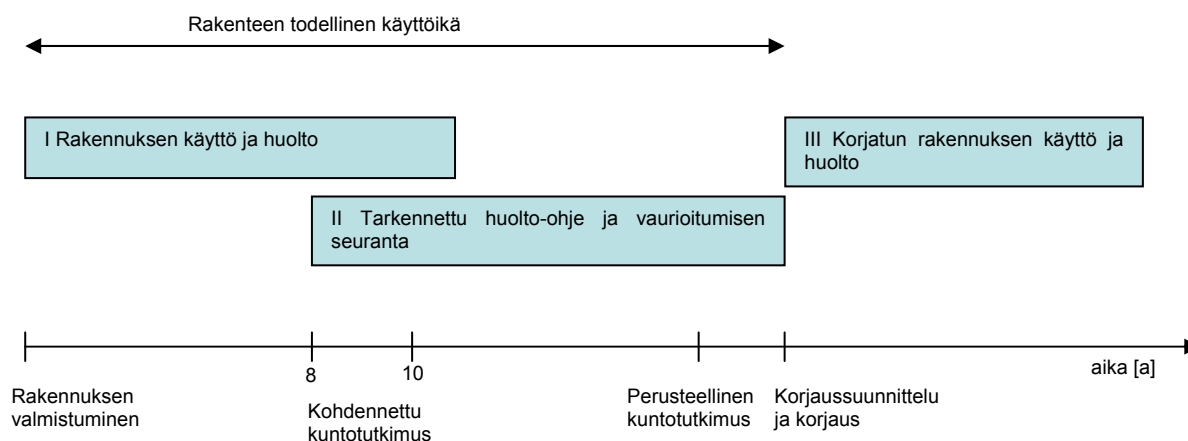 Rakenteen todellinen käyttöikä
I Rakennuksen käyttö ja huolto
III Korjatun rakennuksen käyttö ja
huolto
II Tarkennettu huolto-ohje ja vaurioitumisen
seuranta
8
10
aika [a]
Rakennuksen
valmistuminen
Kohdennettu
kuntotutkimus
Perusteellinen
kuntotutkimus
Korjaussuunnittelu
ja korjaus